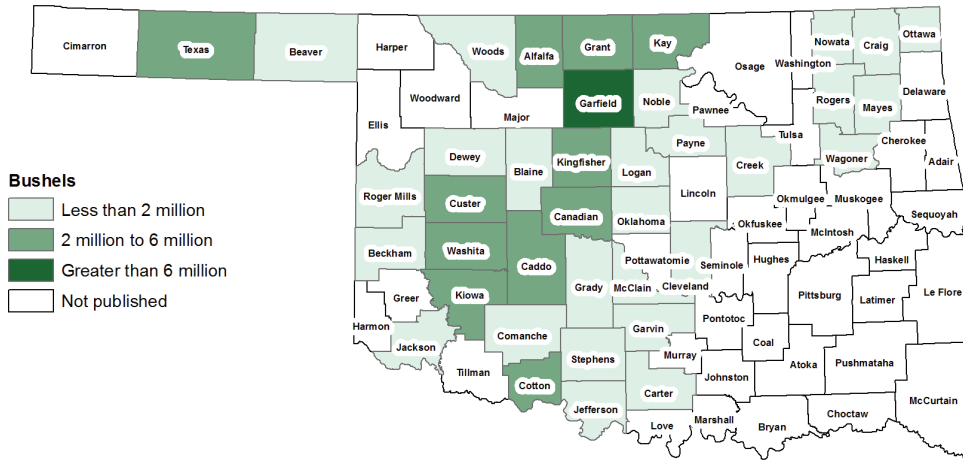 Cimarron
Texas
Beaver
Harper
Woods
Alfalfa
Grant
Kay
Osage
Washington
Nowata
Craig
Ottawa
Woodward
Major
Garfield
Noble
Pawnee
Rogers
Mayes
Delaware
Ellis
Dewey
Blaine
Kingfisher
Logan
Payne
Creek
Tulsa
Wagoner
Cherokee
Adair
Bushels
Less than 2 million
2 million to 6 million
Greater than 6 million
Not published
Roger Mills
Custer
Canadian
Oklahoma
Lincoln
Okfuskee
Okmulgee
Muskogee
McIntosh
Sequoyah
Beckham
Washita
Caddo
Grady
McClain
Pottawatomie
Cleveland
Seminole
Hughes
Pittsburg
Haskell
Latimer
Le Flore
Greer
Kiowa
Harmon
Jackson
Comanche
Garvin
Pontotoc
Coal
Tillman
Cotton
Stephens
Murray
Johnston
Atoka
Pushmataha
Jefferson
Carter
Love
Marshall
Bryan
Choctaw
McCurtain